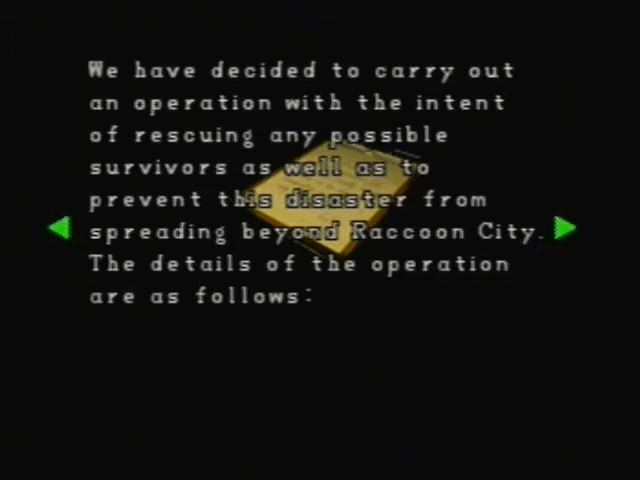 We have decided to carry out
an operation with the intent
of rescuing any possible
survivors as well as to
prevent this disaster from
spreading beyond Raccoon City.
The details of the operation
are as follows: